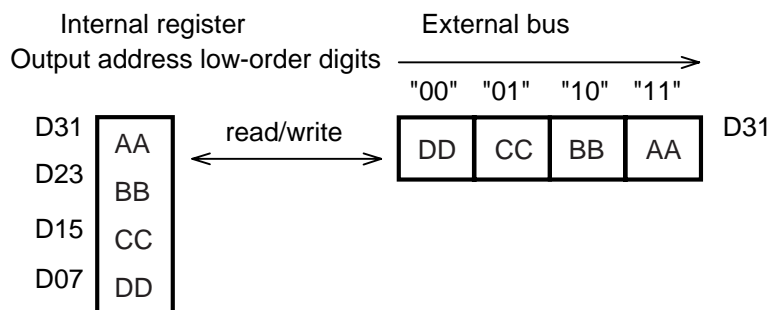 Internal register External bus
Output address low-order digits
"00" "01" "10" "11"
D31 AA read/write DD CC BB AA D31
D23 BB
D15 CC
D07 DD